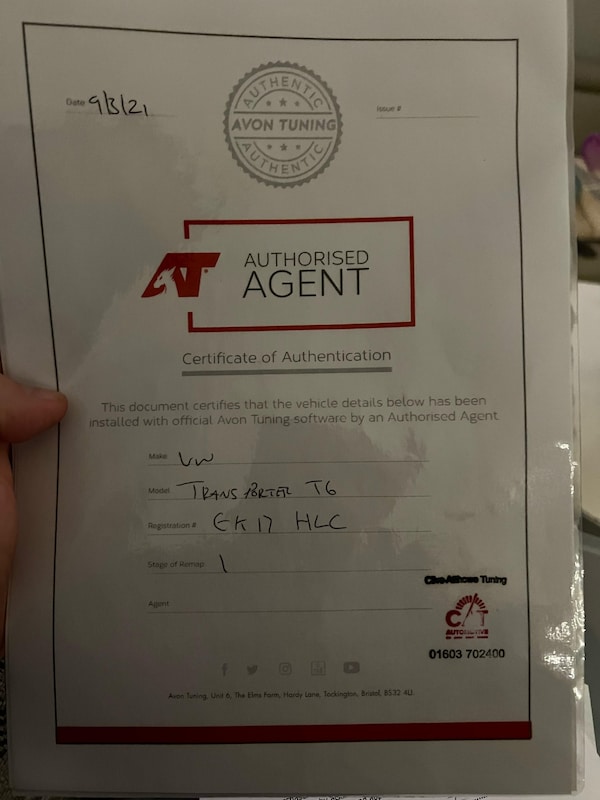 Date 9/3/21
Issue #
AUTHENTIC
AVON TUNING
AUTHENTIC
AT
AUTHORISED
AGENT
Certificate of Authentication
This document certifies that the vehicle details below has been
installed with official Avon Tuning software by an Authorised Agent
Make VW
Model TRANSPORTER T6
Registration # EK17 HLC
Stage of Remap 1
Agent
Tuning
CAT
AUTOMOTIVE
01603 702400
Avon Tuning, Unit 6, The Elms Farm, Hardy Lane, Tockington, Bristol, BS32 4LJ.